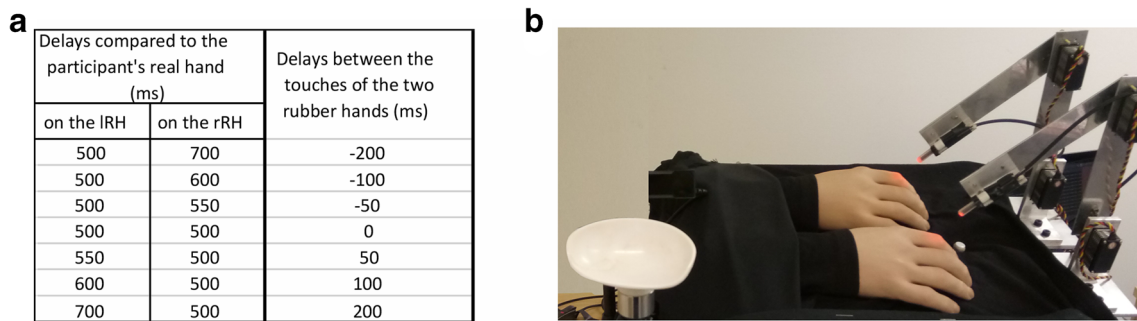 a
Delays compared to the
participant's real hand
(ms)
Delays between the
touches of the two
rubber hands (ms)
on the lRH on the rRH
500 700 -200
500 600 -100
500 550 -50
500 500 0
550 500 50
600 500 100
700 500 200
b